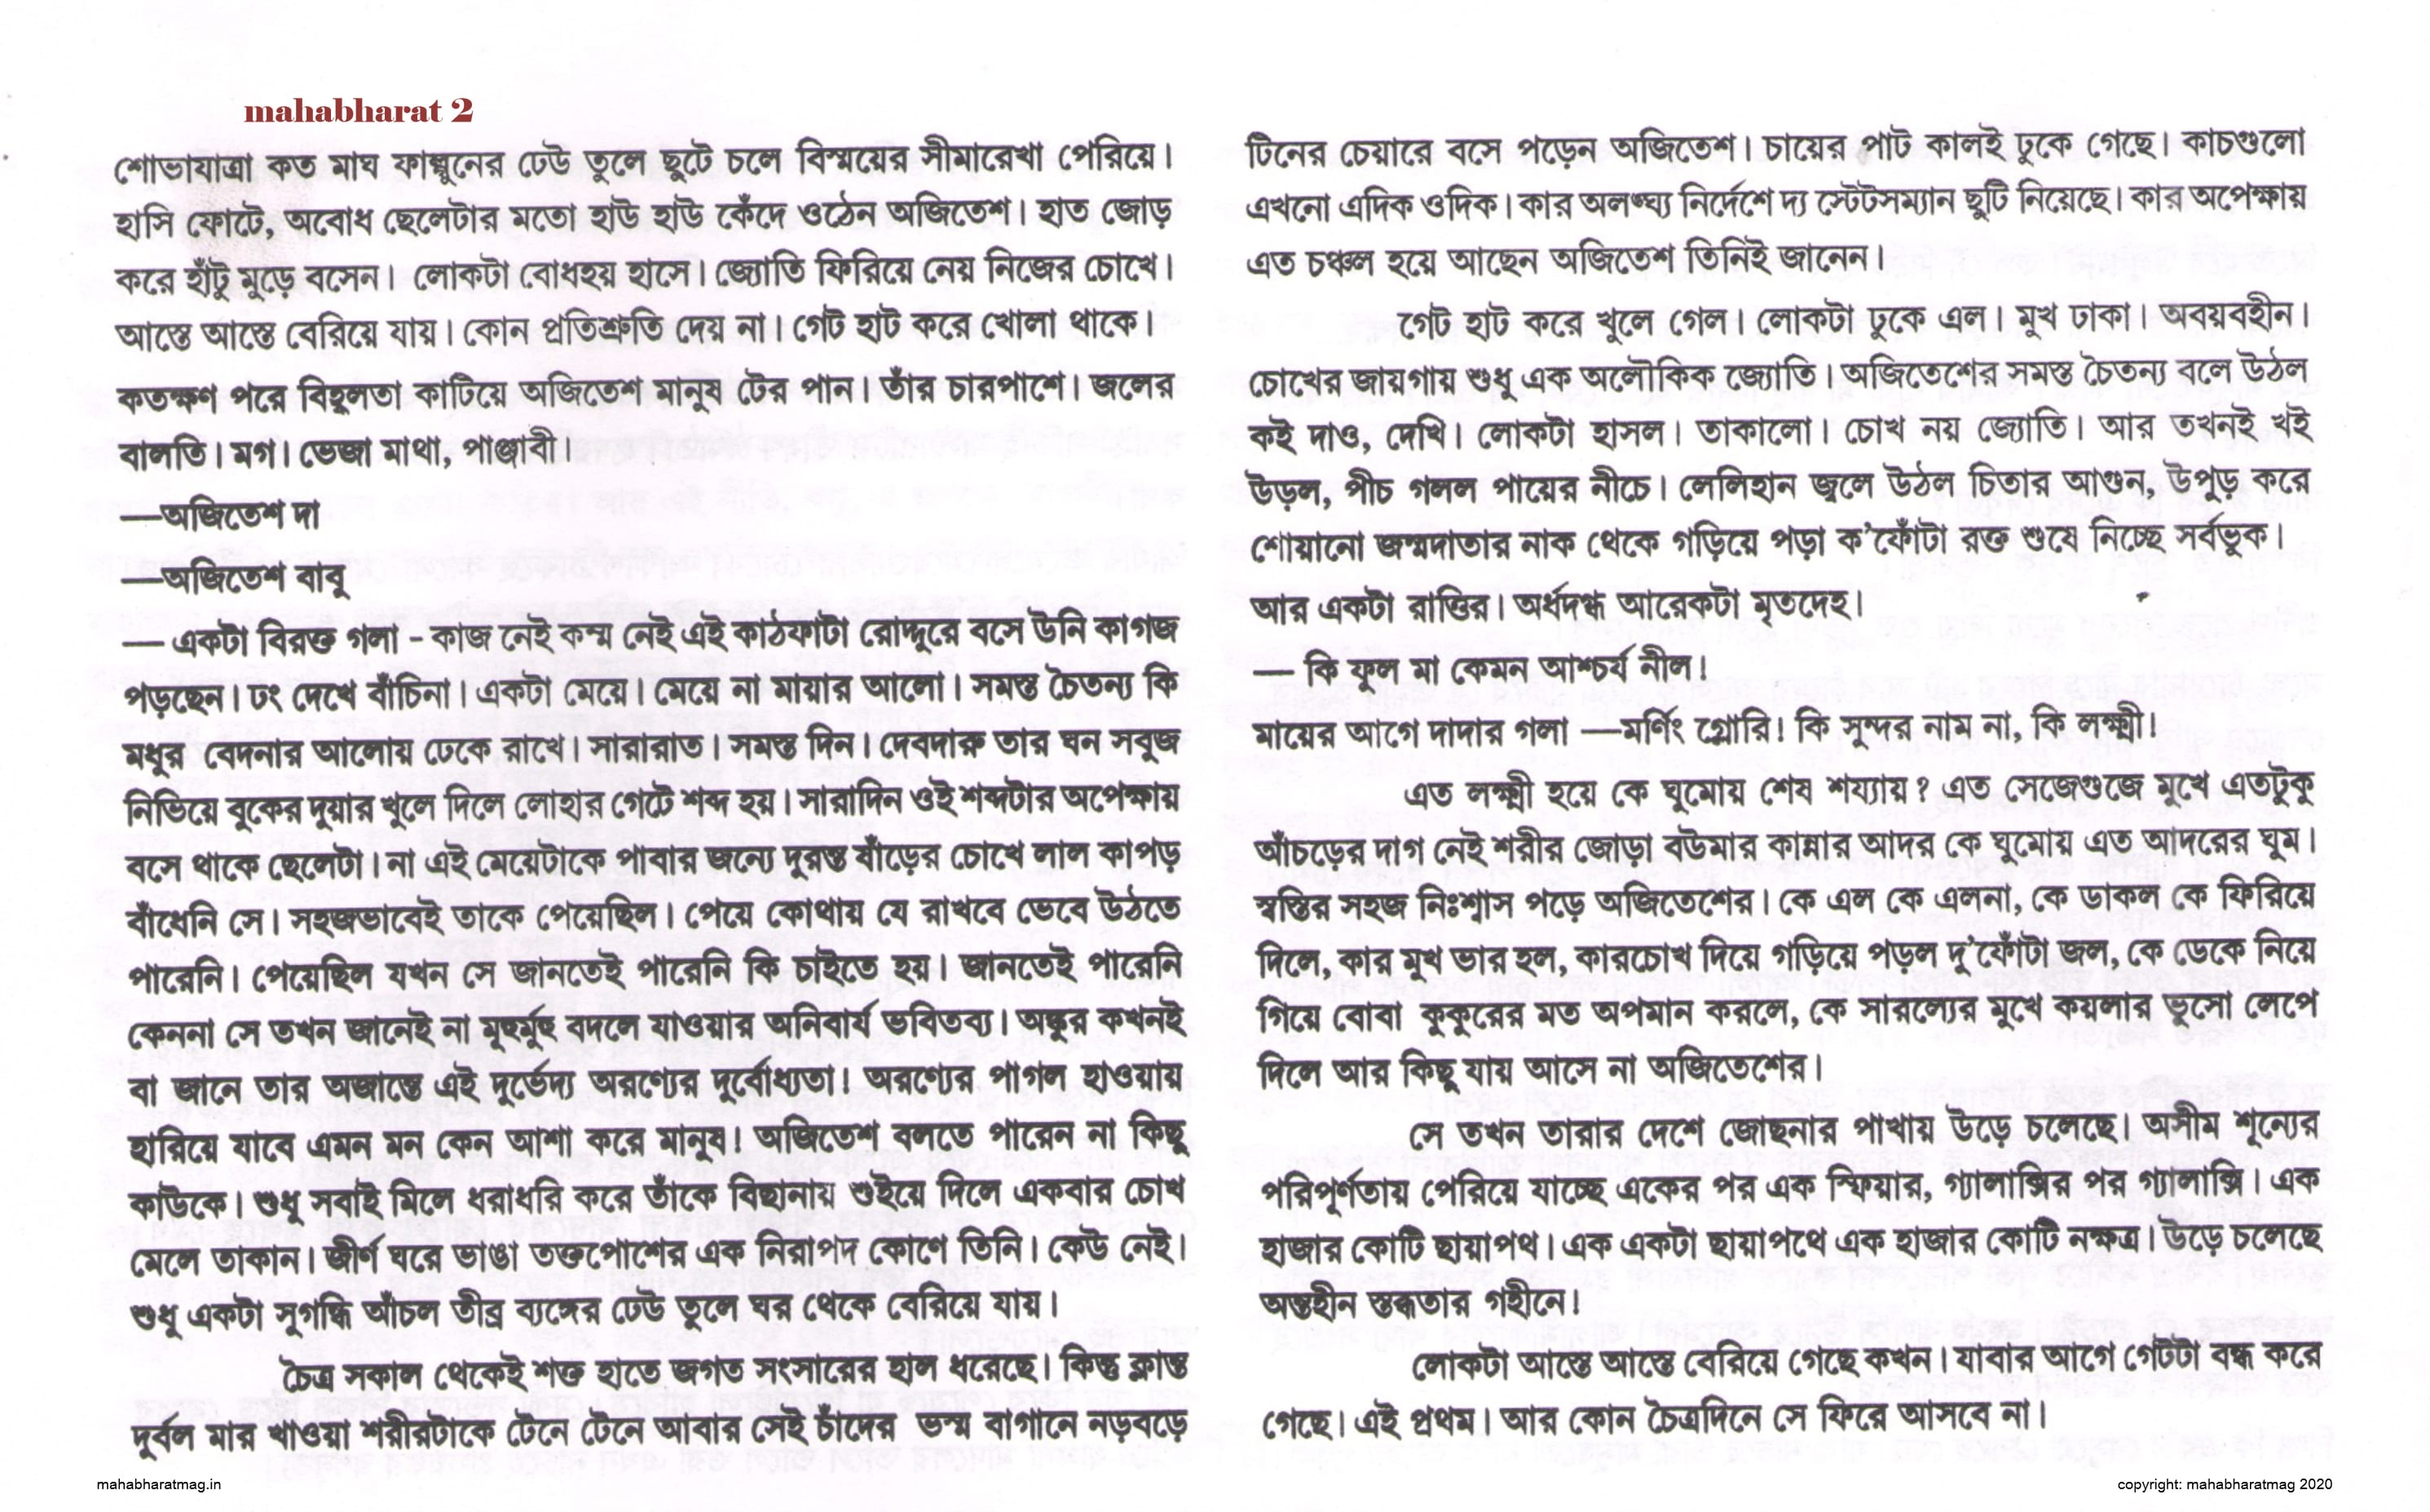 mahabharat 2
শোভাযাত্রা কত মাঘ ফাল্গুনের ঢেউ তুলে ছুটে চলে বিস্ময়ের সীমারেখা পেরিয়ে।
হাসি ফোটে, অবোধ ছেলেটার মতো হাউ হাউ কেঁদে ওঠেন অজিতেশ। হাত জোড়
করে হাঁটু মুড়ে বসেন। লোকটা বোধহয় হাসে। জ্যোতি ফিরিয়ে নেয় নিজের চোখে।
আস্তে আস্তে বেরিয়ে যায়। কোন প্রতিশ্রুতি দেয় না। গেট হাট করে খোলা থাকে।
কতক্ষণ পরে বিহ্বলতা কাটিয়ে অজিতেশ মানুষ টের পান তাঁর চারপাশে। জলের
বালতি। মগ। ভেজা মাথা, পাঞ্জাবী।
—অজিতেশ দা
—অজিতেশ বাবু
— একটা বিরক্ত গলা - কাজ নেই কম্ম নেই এই কাঠফাটা রোদ্দুরে বসে উনি কাগজ
পড়ছেন। ঢং দেখে বাঁচিনা। একটা মেয়ে। মেয়ে না মায়ার আলো। সমস্ত চৈতন্য কি
মধুর বেদনার আলোয় ঢেকে রাখে। সারারাত। সমস্ত দিন। দেবদারু তার ঘন সবুজ
নিভিয়ে বুকের দুয়ার খুলে দিলে লোহার গেটে শব্দ হয়। সারাদিন ওই শব্দটার অপেক্ষায়
বসে থাকে ছেলেটা। না এই মেয়েটাকে পাবার জন্যে দুরন্ত ষাঁড়ের চোখে লাল কাপড়
বাঁধেনি সে। সহজভাবেই তাকে পেয়েছিল। পেয়ে কোথায় যে রাখবে ভেবে উঠতে
পারেনি। পেয়েছিল যখন সে জানতেই পারেনি কি চাইতে হয়। জানতেই পারেনি
কেননা সে তখন জানেই না মূহুর্মুহু বদলে যাওয়ার অনিবার্য ভবিতব্য। অঙ্কুর কখনই
বা জানে তার অজান্তে এই দুর্ভেদ্য অরণ্যের দুর্বোধ্যতা! অরণ্যের পাগল হাওয়ায়
হারিয়ে যাবে এমন মন কেন আশা করে মানুষ! অজিতেশ বলতে পারেন না কিছু
কাউকে। শুধু সবাই মিলে ধরাধরি করে তাঁকে বিছানায় শুইয়ে দিলে একবার চোখ
মেলে তাকান। জীর্ণ ঘরে ভাঙা তক্তপোশের এক নিরাপদ কোণে তিনি। কেউ নেই।
শুধু একটা সুগন্ধি আঁচল তীব্র ব্যঙ্গের ঢেউ তুলে ঘর থেকে বেরিয়ে যায়।
চৈত্র সকাল থেকেই শক্ত হাতে জগত সংসারের হাল ধরেছে। কিন্তু ক্লান্ত
দুর্বল মার খাওয়া শরীরটাকে টেনে টেনে আবার সেই চাঁদের ভস্ম বাগানে নড়বড়ে
টিনের চেয়ারে বসে পড়েন অজিতেশ। চায়ের পাট কালই ঢুকে গেছে। কাচগুলো
এখনো এদিক ওদিক। কার অলঙ্ঘ্য নির্দেশে দ্য স্টেটসম্যান ছুটি নিয়েছে। কার অপেক্ষায়
এত চঞ্চল হয়ে আছেন অজিতেশ তিনিই জানেন।
গেট হাট করে খুলে গেল। লোকটা ঢুকে এল। মুখ ঢাকা। অবয়বহীন।
চোখের জায়গায় শুধু এক অলৌকিক জ্যোতি। অজিতেশের সমস্ত চৈতন্য বলে উঠল
কই দাও, দেখি। লোকটা হাসল। তাকালো। চোখ নয় জ্যোতি। আর তখনই খই
উড়ল, পীচ গলল পায়ের নীচে। লেলিহান জ্বলে উঠল চিতার আগুন, উপুড় করে
শোয়ানো জন্মদাতার নাক থেকে গড়িয়ে পড়া ক'ফোঁটা রক্ত শুষে নিচ্ছে সর্বভুক।
আর একটা রাত্তির। অর্ধদগ্ধ আরেকটা মৃতদেহ।
— কি ফুল মা কেমন আশ্চর্য নীল!
মায়ের আগে দাদার গলা —মর্ণিং গ্লোরি! কি সুন্দর নাম না, কি লক্ষ্মী!
এত লক্ষ্মী হয়ে কে ঘুমোয় শেষ শয্যায়? এত সেজেগুজে মুখে এতটুকু
আঁচড়ের দাগ নেই শরীর জোড়া বউমার কান্নার আদর কে ঘুমোয় এত আদরের ঘুম।
স্বস্তির সহজ নিঃশ্বাস পড়ে অজিতেশের। কে এল কে এলনা, কে ডাকল কে ফিরিয়ে
দিলে, কার মুখ ভার হল, কারচোখ দিয়ে গড়িয়ে পড়ল দু'ফোঁটা জল, কে ডেকে নিয়ে
গিয়ে বোবা কুকুরের মত অপমান করলে, কে সারল্যের মুখে কয়লার ভুসো লেপে
দিলে আর কিছু যায় আসে না অজিতেশের।
সে তখন তারার দেশে জোছনার পাখায় উড়ে চলেছে। অসীম শূন্যের
পরিপূর্ণতায় পেরিয়ে যাচ্ছে একের পর এক স্ফিয়ার, গ্যালাক্সির পর গ্যালাক্সি। এক
হাজার কোটি ছায়াপথ। এক একটা ছায়াপথে এক হাজার কোটি নক্ষত্র। উড়ে চলেছে
অন্তহীন স্তব্ধতার গহীনে!
লোকটা আস্তে আস্তে বেরিয়ে গেছে কখন। যাবার আগে গেটটা বন্ধ করে
গেছে। এই প্রথম। আর কোন চৈত্রদিনে সে ফিরে আসবে না।
mahabharatmag.in
copyright: mahabharatmag 2020